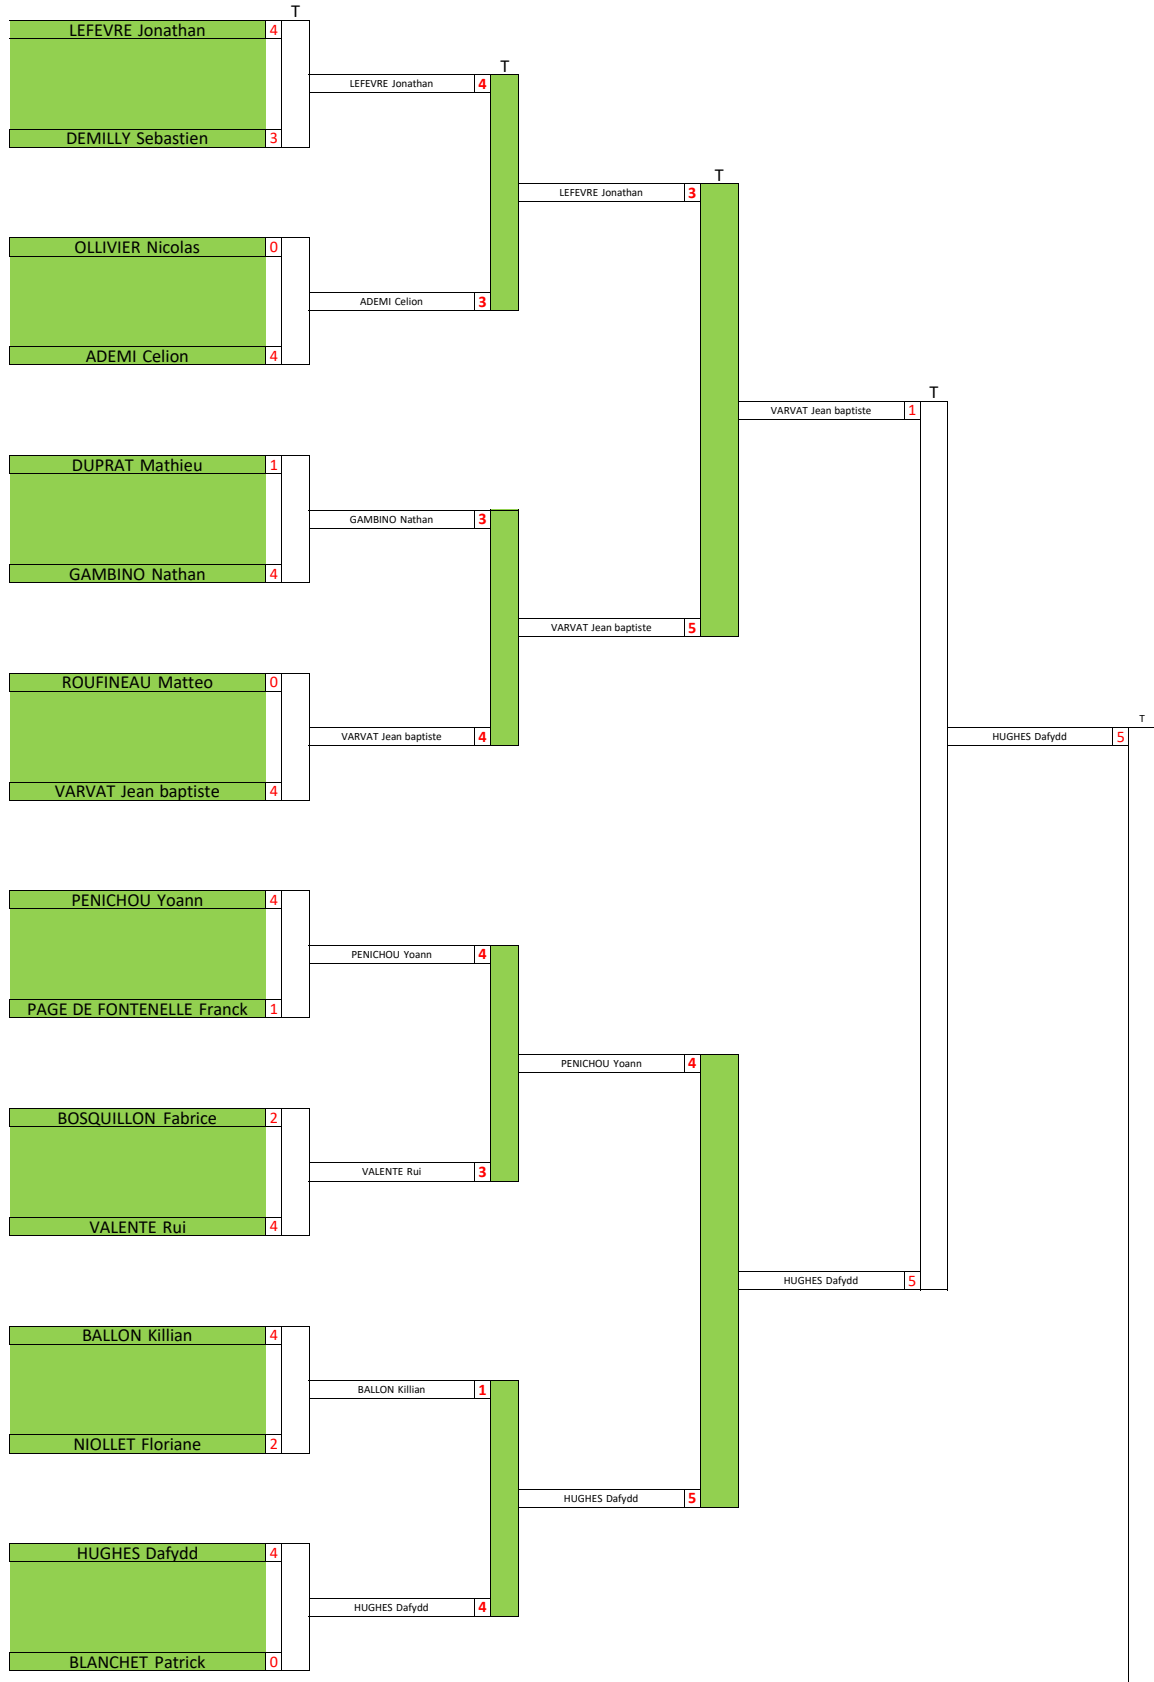 T
LEFEVRE Jonathan 4
T
LEFEVRE Jonathan 4
DEMILLY Sebastien 3
T
LEFEVRE Jonathan 3
OLLIVIER Nicolas 0
ADEMI Celion 3
ADEMI Celion 4
T
VARVAT Jean baptiste 1
DUPRAT Mathieu 1
GAMBINO Nathan 3
GAMBINO Nathan 4
VARVAT Jean baptiste 5
ROUFINEAU Matteo 0
T
VARVAT Jean baptiste 4
HUGHES Dafydd 5
VARVAT Jean baptiste 4
PENICHOU Yoann 4
PENICHOU Yoann 4
PAGE DE FONTENELLE Franck 1
PENICHOU Yoann 4
BOSQUILLON Fabrice 2
VALENTE Rui 3
VALENTE Rui 4
HUGHES Dafydd 5
BALLON Killian 4
BALLON Killian 1
NIOLLET Floriane 2
HUGHES Dafydd 5
HUGHES Dafydd 4
HUGHES Dafydd 4
BLANCHET Patrick 0